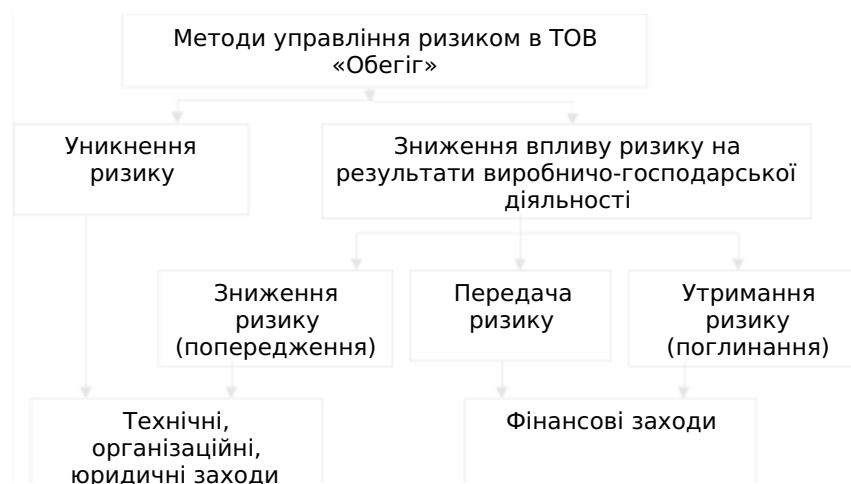 Методи управління ризиком в ТОВ
«Обегіг»
Уникнення
ризику
Зниження впливу ризику на
результати виробничо-господарської
діяльності
Зниження
ризику
(попередження)
Передача
ризику
Утримання
ризику
(поглинання)
Технічні,
організаційні,
юридичні заходи
Фінансові заходи